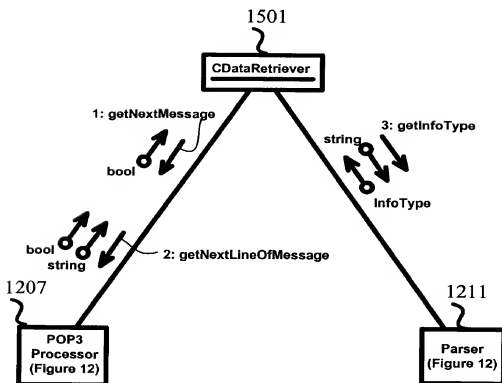 1501
CDataRetriever
1: getNextMessage
3: getInfoType
string
bool
InfoType
bool
string
2: getNextLineOfMessage
1207
1211
POP3
Processor
(Figure 12)
Parser
(Figure 12)